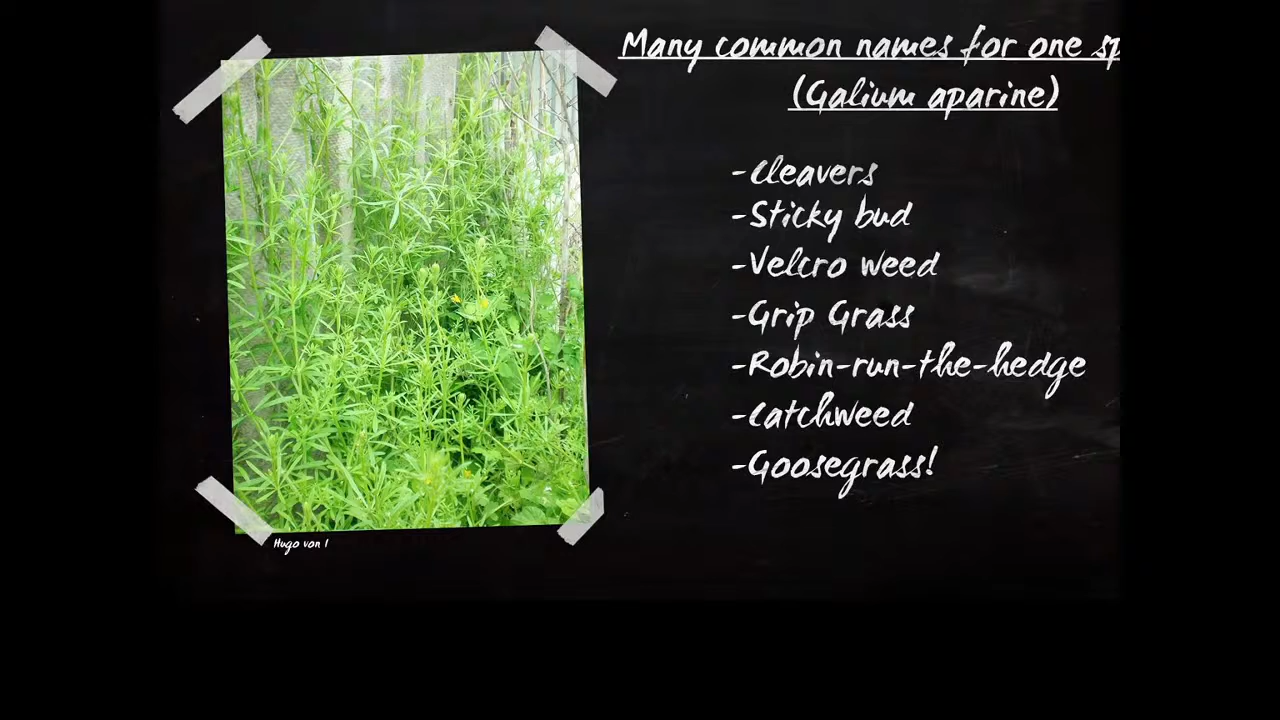 Many common names for one
(Galium aparine)
-Cleavers
-Sticky bud
-Velcro weed
-Grip Grass
-Robin-run-the-hedge
-Catchweed
-Goosegrass!
Hugo von I